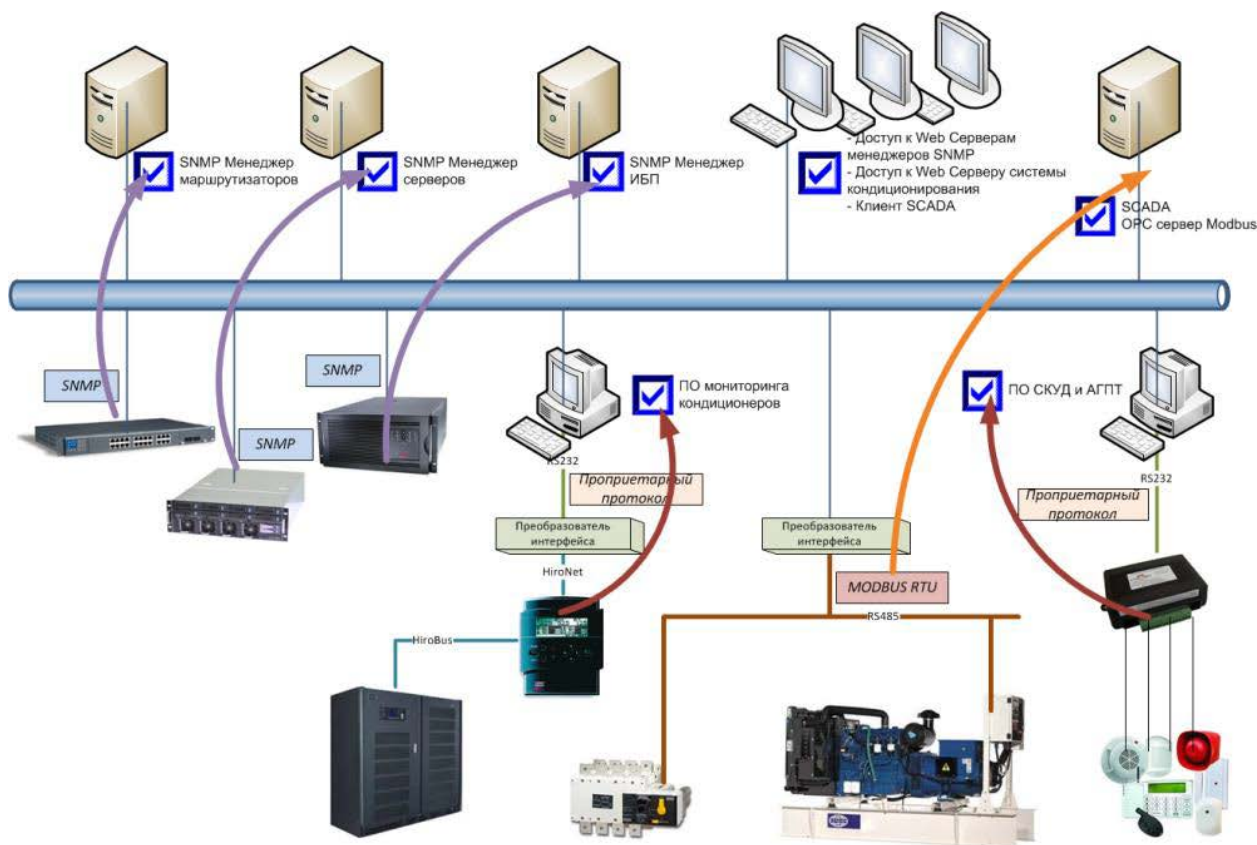 SNMP Менеджер
маршрутизаторов
SNMP Менеджер
серверов
SNMP Менеджер
ИБП
- Доступ к Web Серверам
менеджеров SNMP
- Доступ к Web Серверу системы
кондиционирования
- Клиент SCADA
SCADA
OPC сервер Modbus
SNMP
SNMP
SNMP
ПО мониторинга
кондиционеров
ПО СКУД и АГПТ
RS232
Проприетарный
протокол
RS232
Проприетарный
протокол
Преобразователь
интерфейса
Преобразователь
интерфейса
HiroNet
MODBUS RTU
RS485
HiroBus